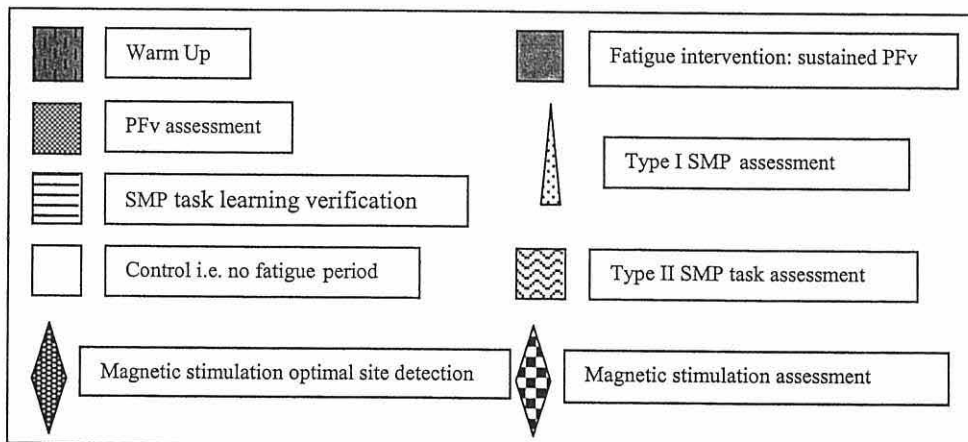 Warm Up
Fatigue intervention: sustained PFv
PFv assessment
Type I SMP assessment
SMP task learning verification
Control i.e. no fatigue period
Type II SMP task assessment
Magnetic stimulation optimal site detection
Magnetic stimulation assessment